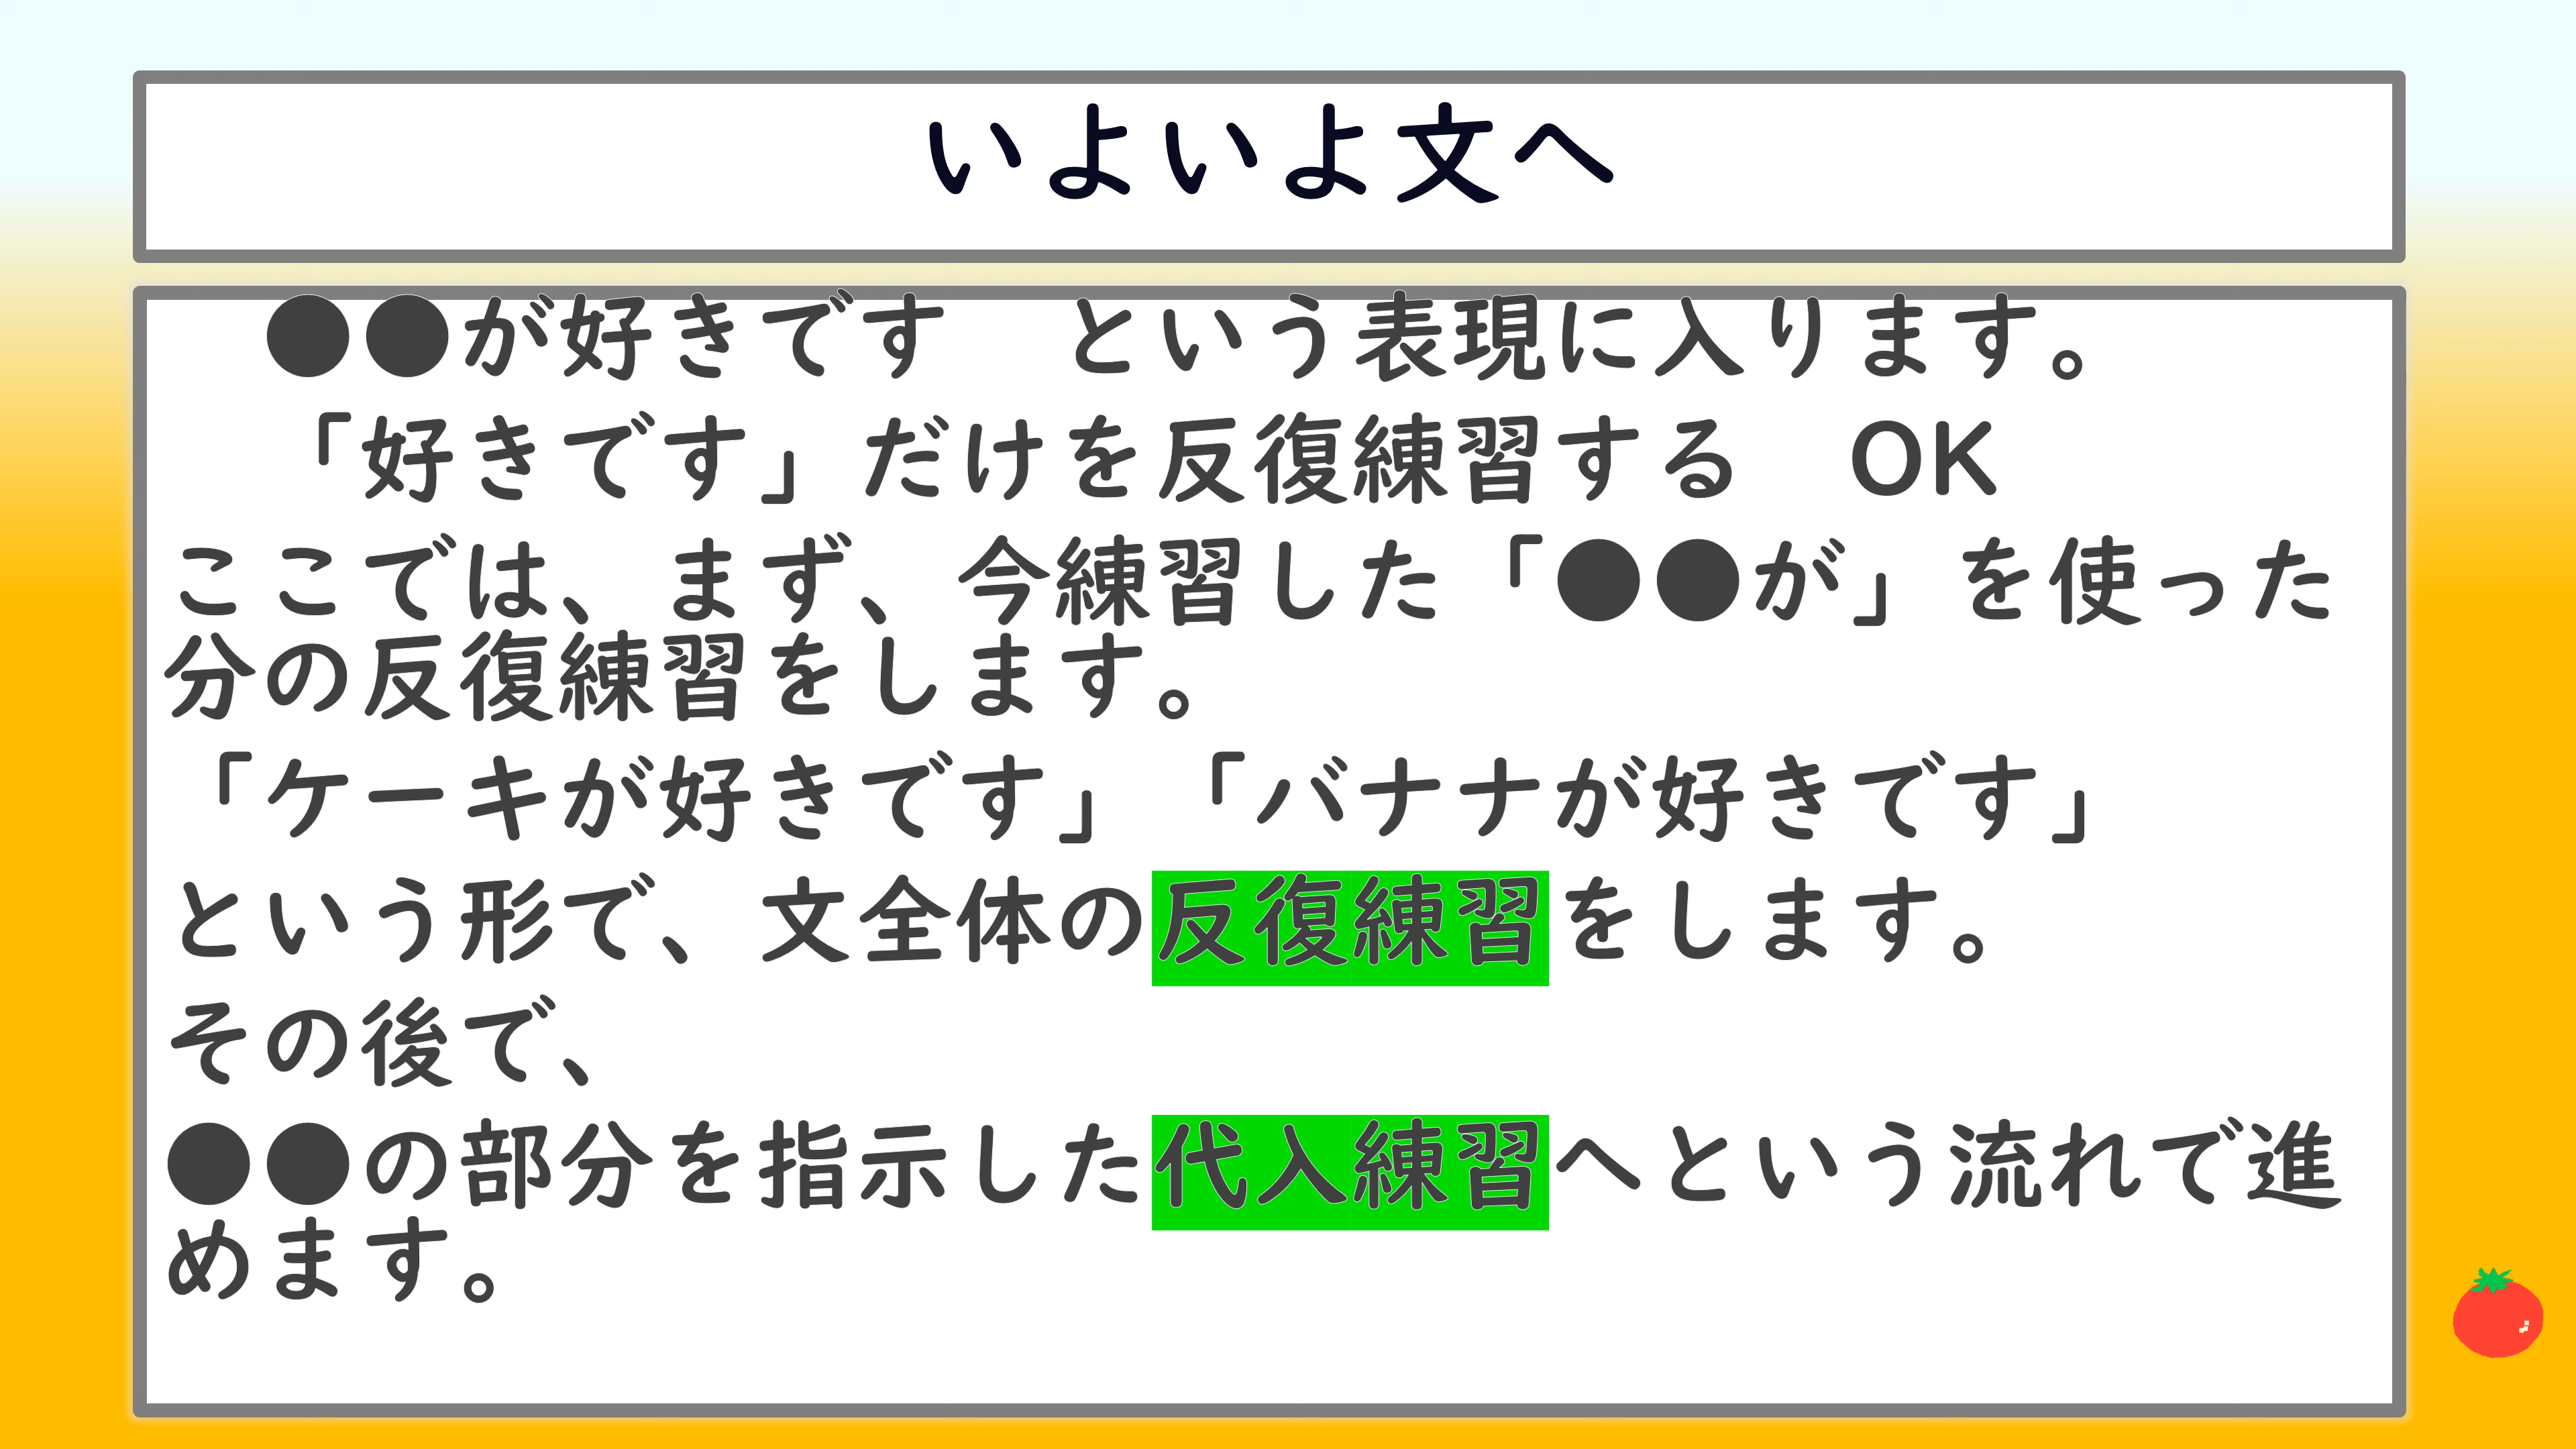 いよいよ文へ
●●が好きです　という表現に入ります。
「好きです」だけを反復練習する　OK
ここでは、まず、今練習した「●●が」を使った
分の反復練習をします。
「ケーキが好きです」「バナナが好きです」
という形で、文全体の反復練習をします。
その後で、
●●の部分を指示した代入練習へという流れで進
めます。